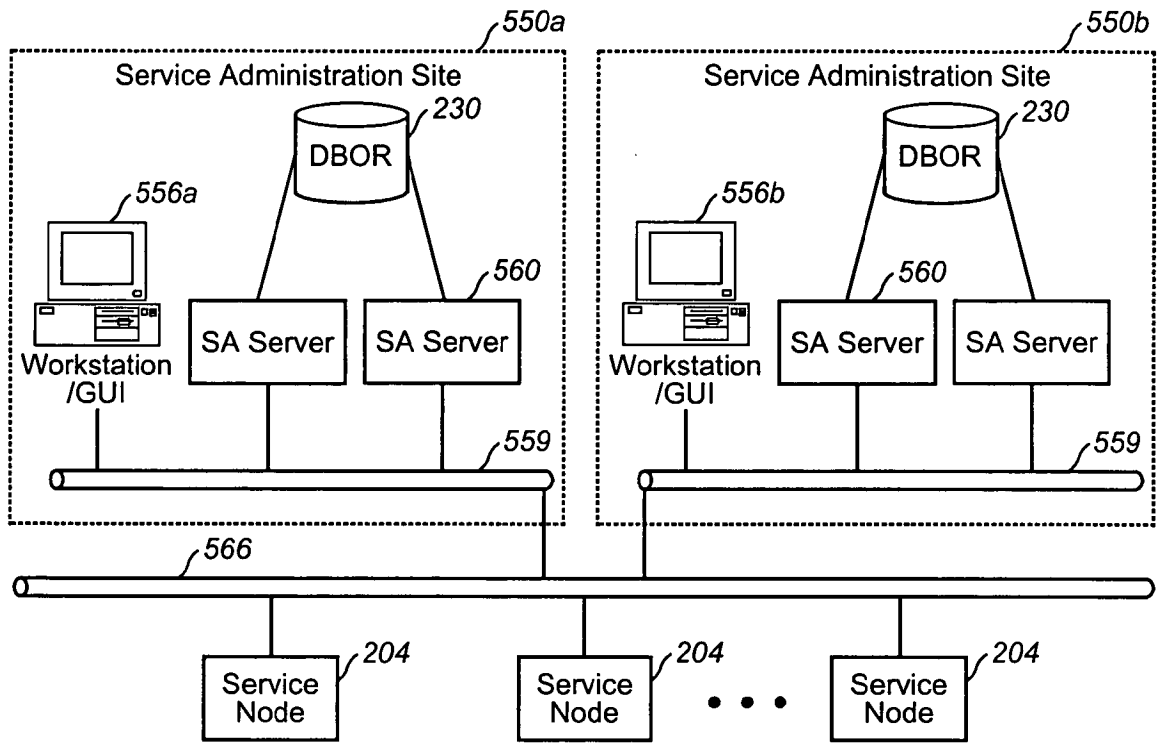 550a
550b
Service Administration Site
Service Administration Site
230
230
DBOR
DBOR
556a
556b
560
560
SA Server
SA Server
SA Server
SA Server
Workstation
/GUI
Workstation
/GUI
559
559
566
204
204
204
Service
Node
Service
Node
Service
Node